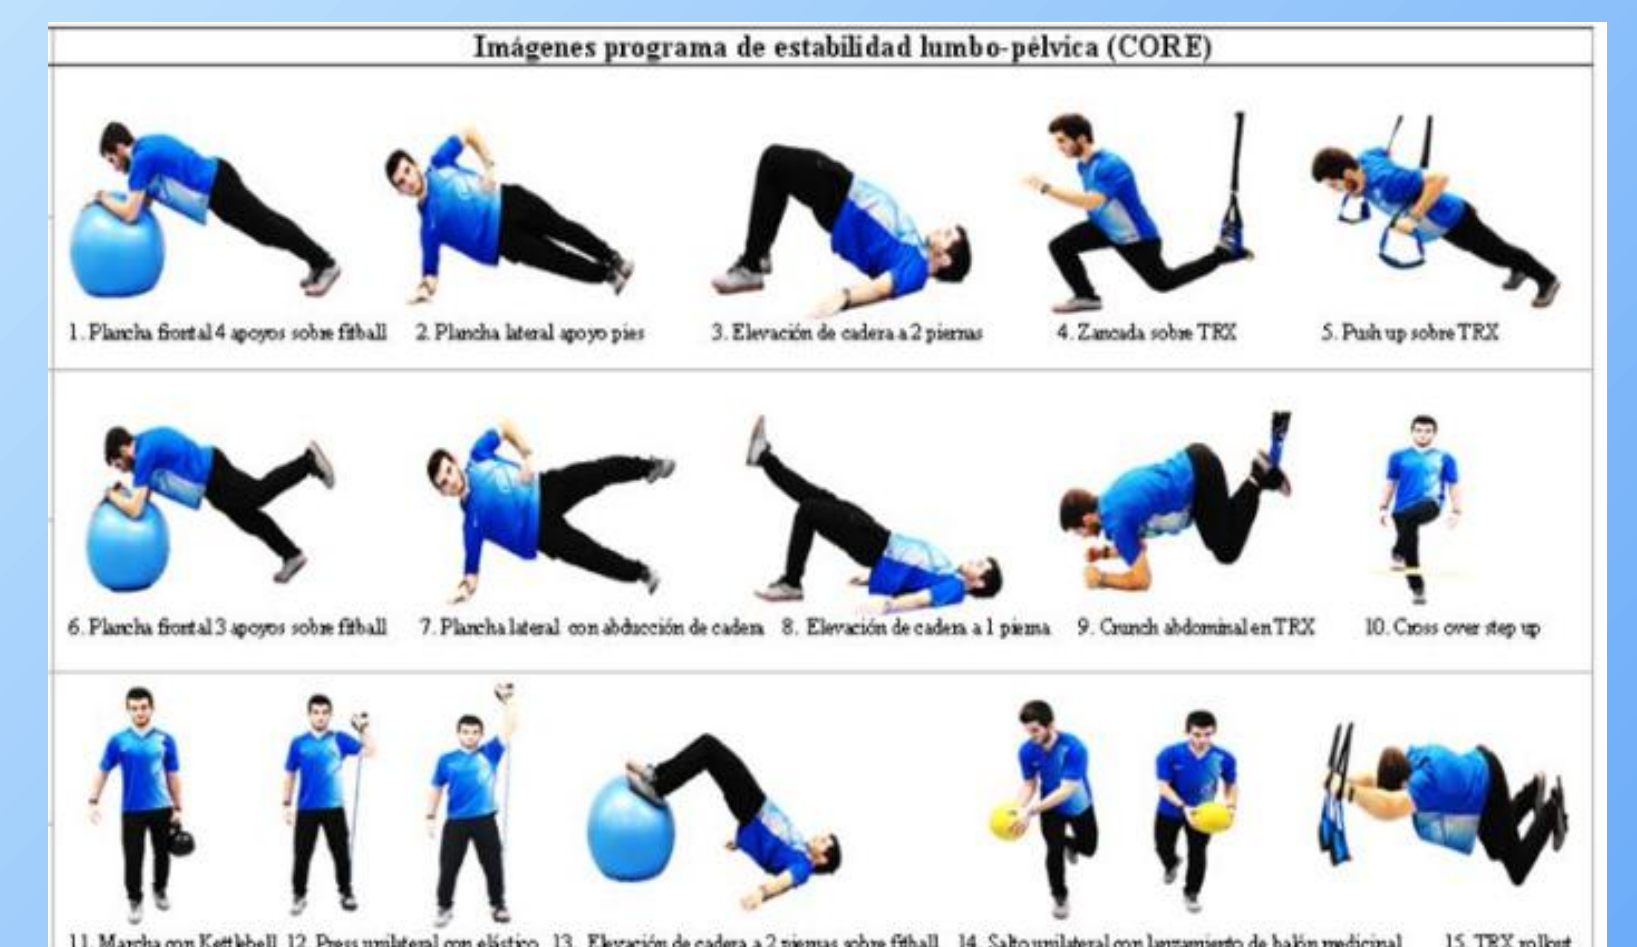 Imágenes programa de estabilidad lumbo-pélvica (CORE)
1. Plancha frontal 4 apoyos sobre fitball
2. Plancha lateral apoyo pies
3. Elevación de cadera a 2 piernas
4. Zancada sobre TRX
5. Push up sobre TRX
6. Plancha frontal 3 apoyos sobre fitball
7. Plancha lateral con abducción de cadera
8. Elevación de cadera a 1 pierna
9. Crunch abdominal en TRX
10. Cross over step up
11. Marcha con Kettlebell
12. Press unilateral con elástico
13. Elevación de cadera a 2 piernas sobre fitball
14. Salto unilateral con lanzamiento de balón medicinal
15. TRX rollout